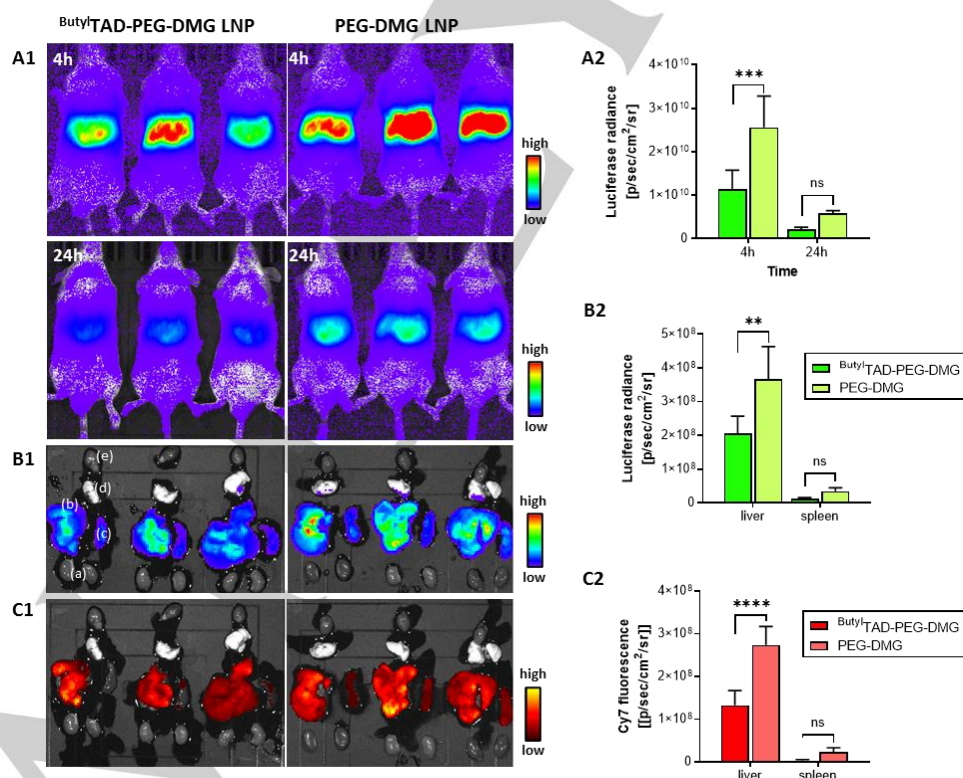 ButylTAD-PEG-DMG LNP
PEG-DMG LNP
A1
4h
4h
high
low
24h
24h
high
low
B1
(e)
(d)
(b)
(c)
(a)
high
low
C1
high
low
A2
Luciferase radiance
[p/sec/cm²/sr]
4×10¹⁰
3×10¹⁰
2×10¹⁰
1×10¹⁰
0
***
ns
4h
24h
Time
B2
Luciferase radiance
[p/sec/cm²/sr]
5×10⁸
4×10⁸
3×10⁸
2×10⁸
1×10⁸
0
**
ns
liver
spleen
ButylTAD-PEG-DMG
PEG-DMG
C2
Cy7 fluorescence
[[p/sec/cm²/sr]]
4×10⁸
3×10⁸
2×10⁸
1×10⁸
0
****
ns
liver
spleen
ButylTAD-PEG-DMG
PEG-DMG